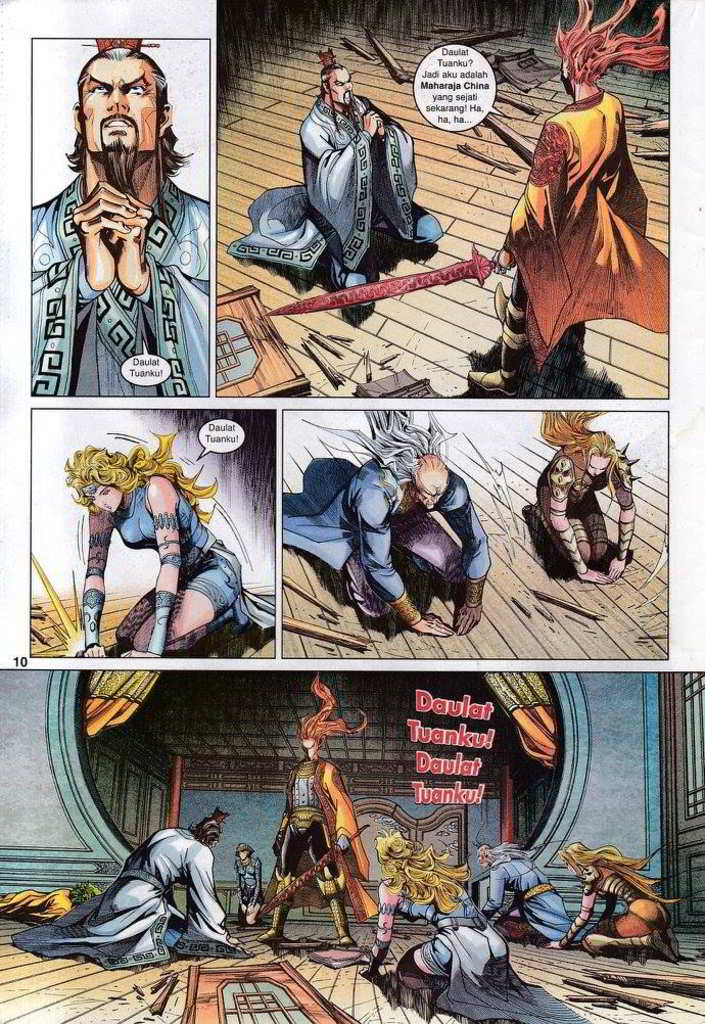 Daulat
Tuanku!
Daulat
Tuanku?
Jadi aku adalah
Maharaja China
yang sejati
sekarang! Ha,
ha, ha...
Daulat
Tuanku!
10
Daulat
Tuanku!
Daulat
Tuanku!